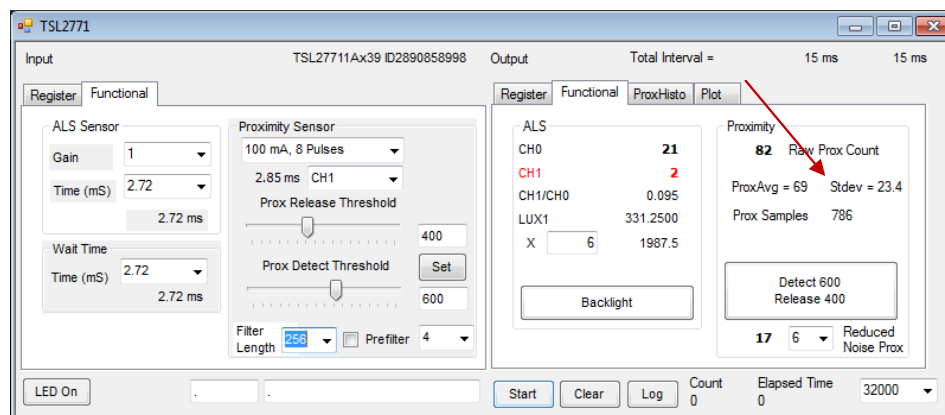 TSL2771
Input TSL27711Ax39 ID2890858998 Output Total Interval = 15 ms 15 ms
Register Functional
Register Functional ProxHisto Plot
ALS Sensor
Gain 1
Time (mS) 2.72
2.72 ms
Wait Time
Time (mS) 2.72
2.72 ms
Proximity Sensor
100 mA, 8 Pulses
2.85 ms CH1
Prox Release Threshold
400
Prox Detect Threshold Set
600
Filter Length 256 Prefilter 4
ALS
CH0 21
CH1 2
CH1/CH0 0.095
LUX1 331.2500
X 6 1987.5
Backlight
Proximity
82 Raw Prox Count
ProxAvg = 69 Stdev = 23.4
Prox Samples 786
Detect 600
Release 400
17 6 Reduced
Noise Prox
LED On . .
Start Clear Log Count 0 Elapsed Time 0 32000